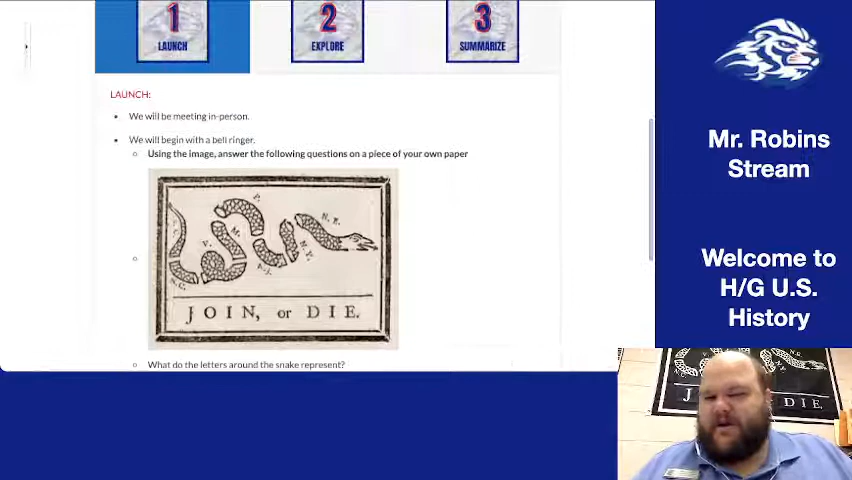 1
LAUNCH
2
EXPLORE
3
SUMMARIZE
LAUNCH:
We will be meeting in-person.
We will begin with a bell ringer.
Using the image, answer the following questions on a piece of your own paper
P.
N. E.
M.
V.
N. Y.
N. C.
JOIN, or DIE.
What do the letters around the snake represent?
Mr. Robins
Stream
Welcome to
H/G U.S.
History
DIE.